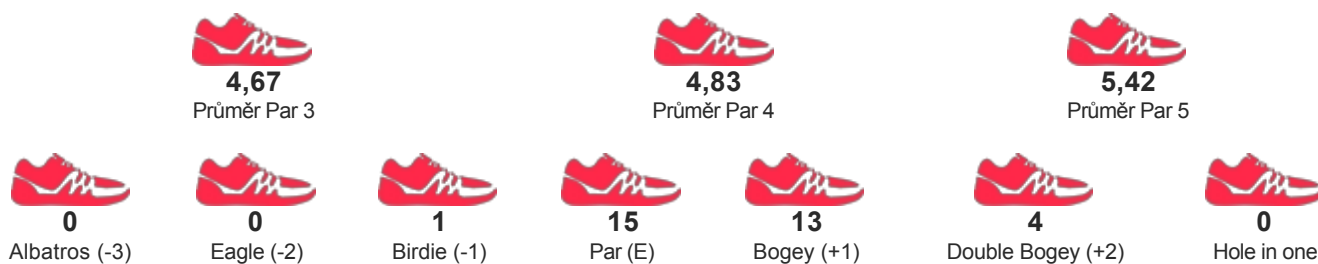 4,67 4,83 5,42
Průměr Par 3 Průměr Par 4 Průměr Par 5
0 0 1 15 13 4 0
Albatros (-3) Eagle (-2) Birdie (-1) Par (E) Bogey (+1) Double Bogey (+2) Hole in one